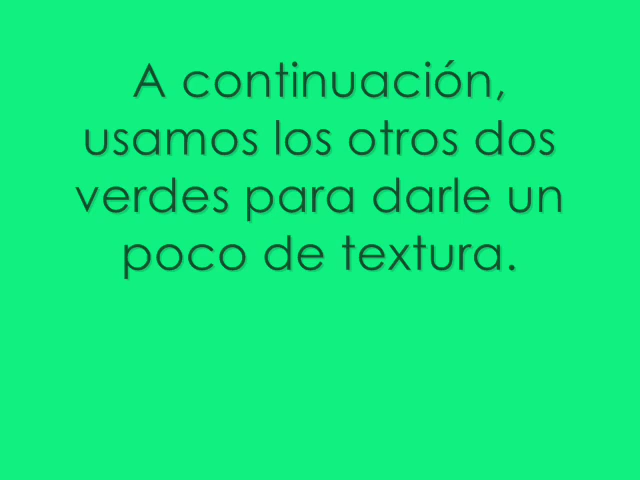 A continuación,
usamos los otros dos
verdes para darle un
poco de textura.